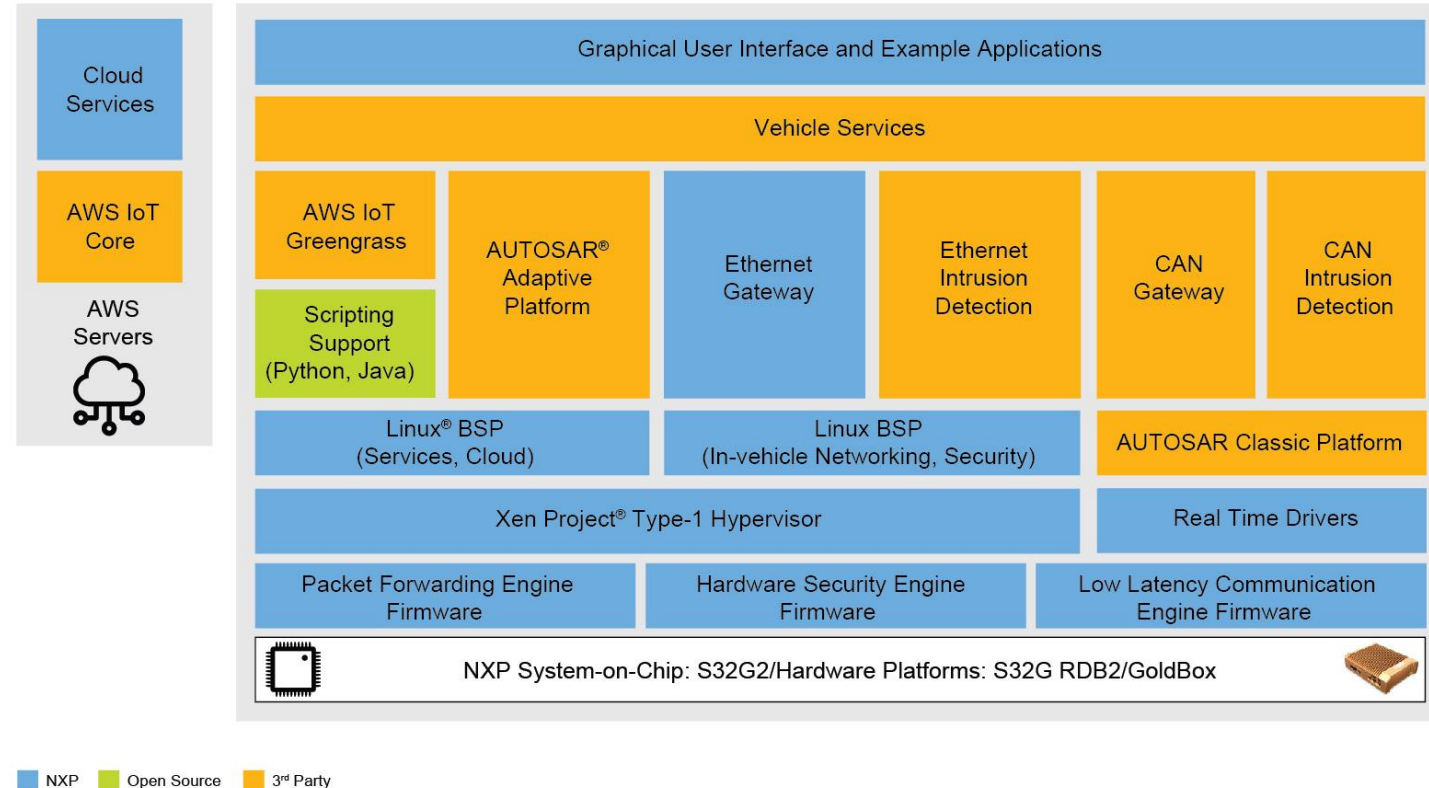 Cloud
Services
AWS IoT
Core
AWS
Servers
Graphical User Interface and Example Applications
Vehicle Services
AWS IoT
Greengrass
Scripting
Support
(Python, Java)
AUTOSAR®
Adaptive
Platform
Ethernet
Gateway
Ethernet
Intrusion
Detection
CAN
Gateway
CAN
Intrusion
Detection
Linux® BSP
(Services, Cloud)
Linux BSP
(In-vehicle Networking, Security)
AUTOSAR Classic Platform
Xen Project® Type-1 Hypervisor
Real Time Drivers
Packet Forwarding Engine
Firmware
Hardware Security Engine
Firmware
Low Latency Communication
Engine Firmware
NXP System-on-Chip: S32G2/Hardware Platforms: S32G RDB2/GoldBox
NXP
Open Source
3rd Party